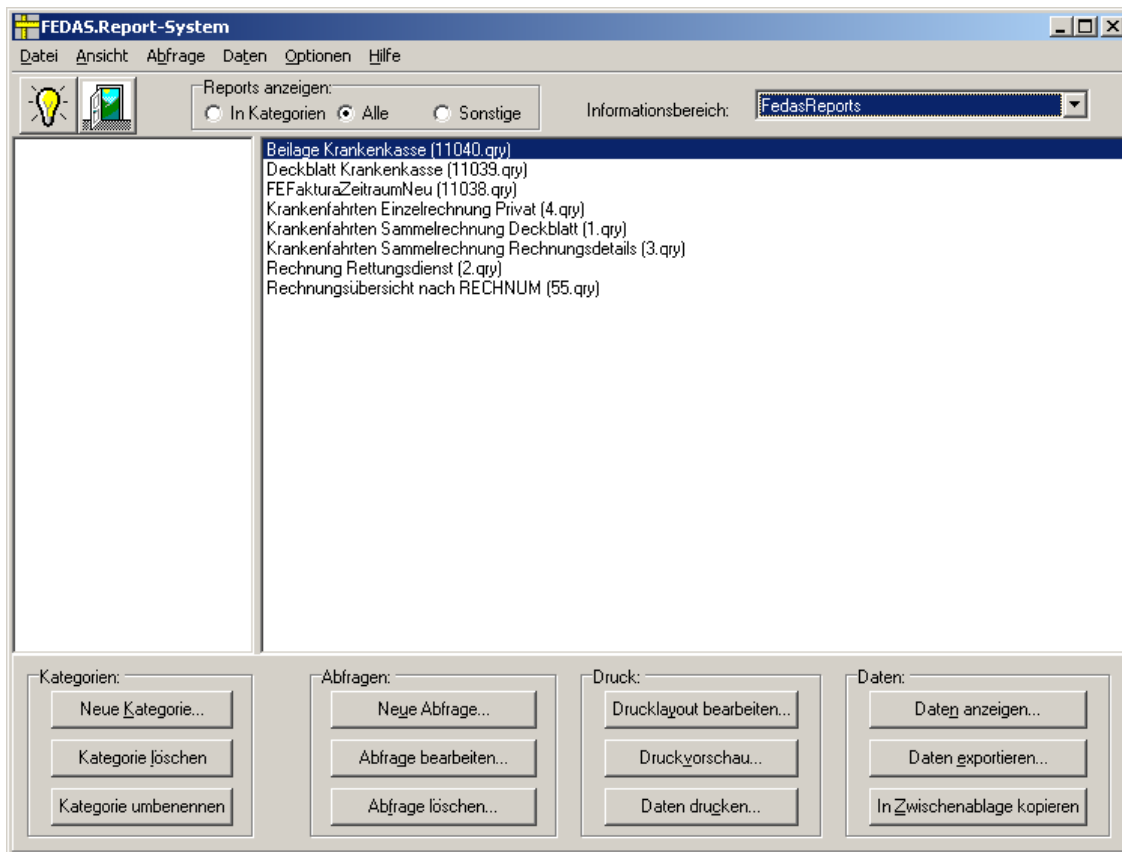 FEDAS.Report-System
Datei Ansicht Abfrage Daten Optionen Hilfe
Reports anzeigen:
In Kategorien Alle Sonstige
Informationsbereich: FedasReports
Beilage Krankenkasse (11040.qry)
Deckblatt Krankenkasse (11039.qry)
FEFakturaZeitraumNeu (11038.qry)
Krankenfahrten Einzelrechnung Privat (4.qry)
Krankenfahrten Sammelrechnung Deckblatt (1.qry)
Krankenfahrten Sammelrechnung Rechnungsdetails (3.qry)
Rechnung Rettungsdienst (2.qry)
Rechnungsübersicht nach RECHNUM (55.qry)
Kategorien: Abfragen: Druck: Daten:
Neue Kategorie... Neue Abfrage... Drucklayout bearbeiten... Daten anzeigen...
Kategorie löschen Abfrage bearbeiten... Druckvorschau... Daten exportieren...
Kategorie umbenennen Abfrage löschen... Daten drucken... In Zwischenablage kopieren